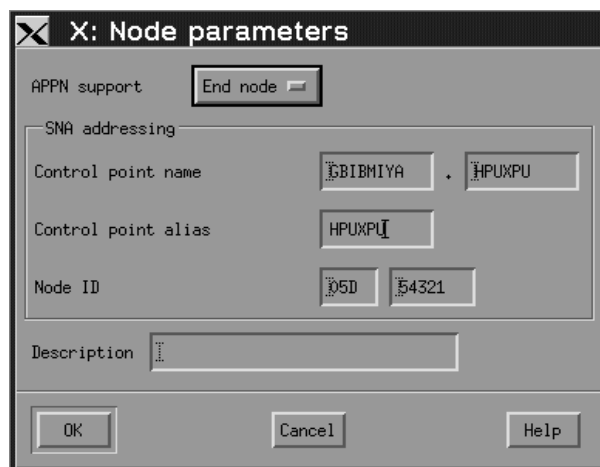 X: Node parameters
APPN support End node
SNA addressing
Control point name GBIBMIYA . HPUXPU
Control point alias HPUXPU
Node ID 05D 54321
Description
OK Cancel Help